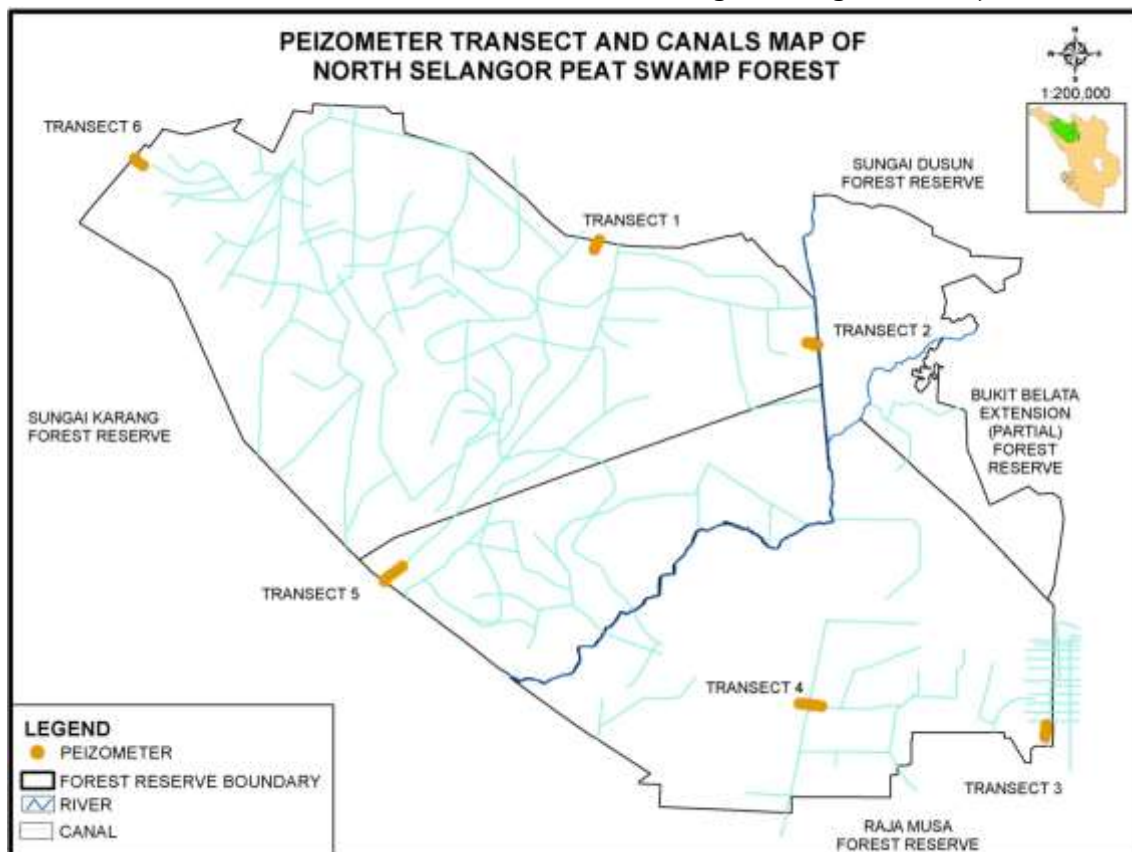 PEIZOMETER TRANSECT AND CANALS MAP OF
NORTH SELANGOR PEAT SWAMP FOREST
1:200,000
TRANSECT 6
SUNGAI DUSUN
FOREST RESERVE
TRANSECT 1
TRANSECT 2
BUKIT BELATA
EXTENSION
(PARTIAL)
FOREST
RESERVE
SUNGAI KARANG
FOREST RESERVE
TRANSECT 5
TRANSECT 4
TRANSECT 3
RAJA MUSA
FOREST RESERVE
LEGEND
PEIZOMETER
FOREST RESERVE BOUNDARY
RIVER
CANAL